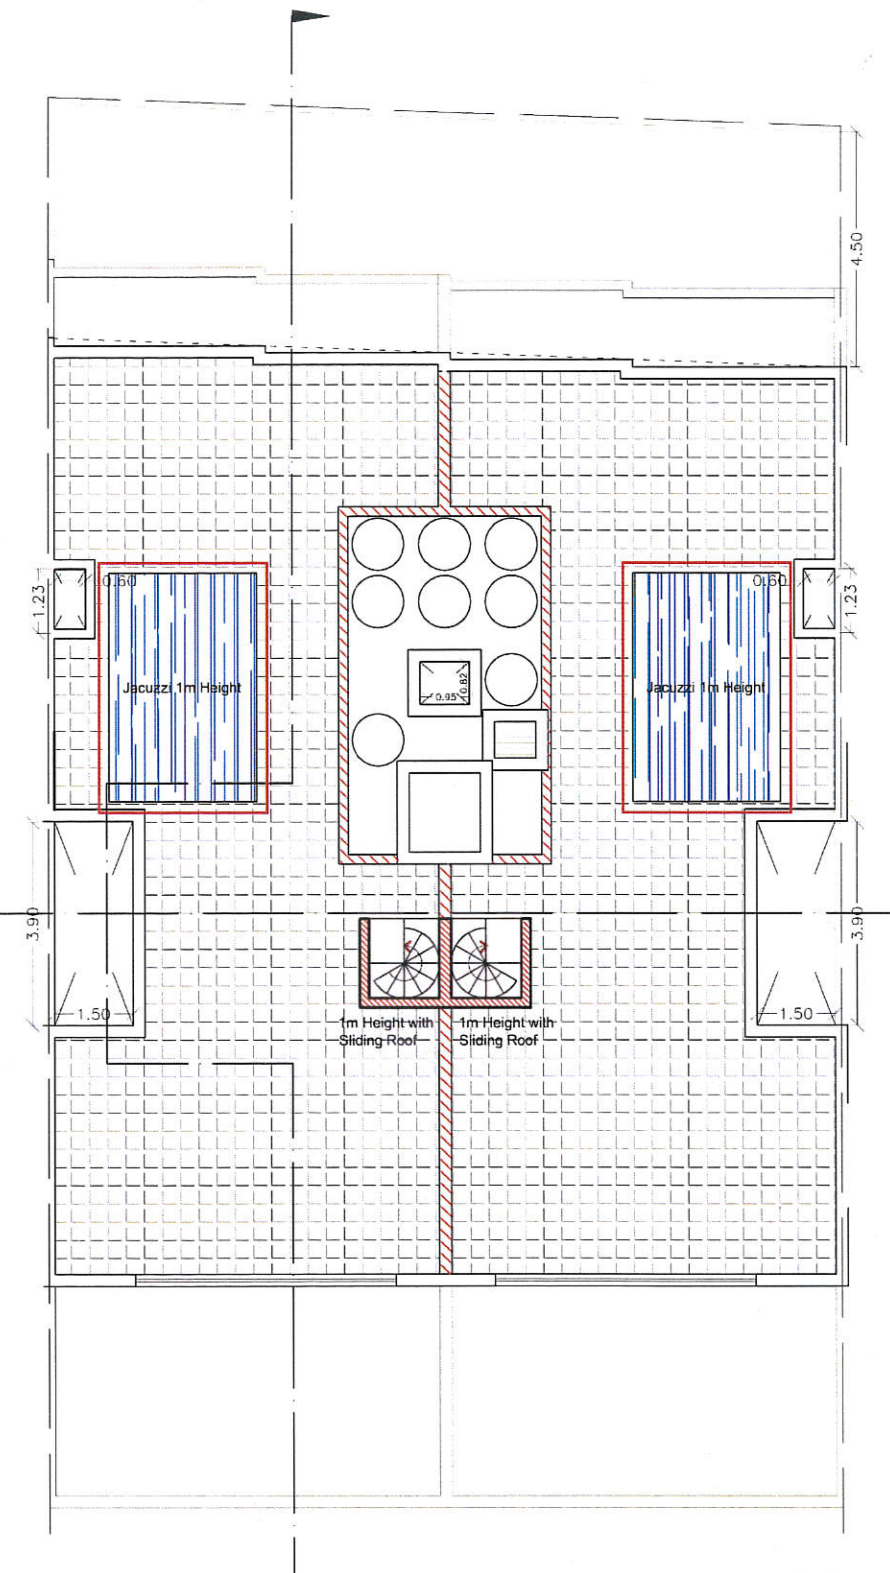 4.50
0.60
0.60
1.23
1.23
Jacuzzi 1m Height
Jacuzzi 1m Height
0.82
0.95
3.90
3.90
1.50
1.50
1m Height with
Sliding Roof
1m Height with
Sliding Roof